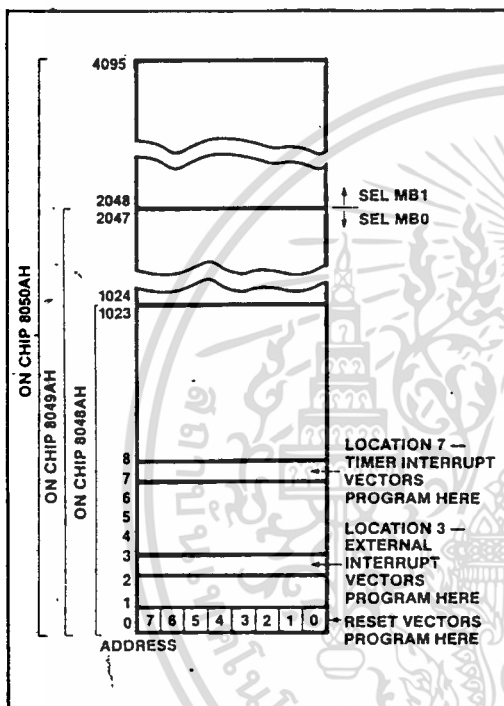 4095
2048
2047
SEL MB1
SEL MB0
1024
1023
ON CHIP 8050AH
ON CHIP 8049AH
ON CHIP 8048AH
8
7
6
5
4
3
2
1
0
LOCATION 7 —
TIMER INTERRUPT
VECTORS
PROGRAM HERE
LOCATION 3 —
EXTERNAL
INTERRUPT
VECTORS
PROGRAM HERE
7 6 5 4 3 2 1 0
RESET VECTORS
PROGRAM HERE
ADDRESS